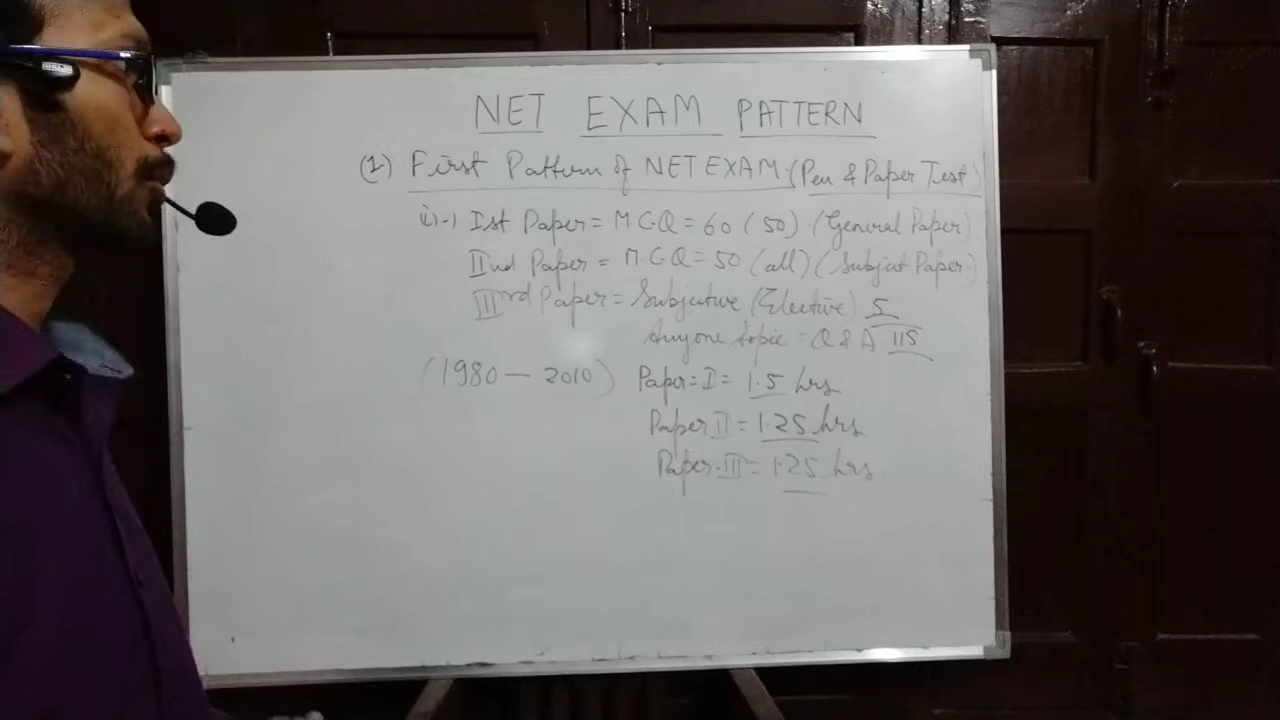 NET EXAM PATTERN
(1.) First Pattern of NET EXAM. (Pen & Paper Test)
Ist Paper = M.C.Q = 60 (50) (General Paper)
IInd Paper = M.C.Q = 50 (all) (Subject Paper)
IIIrd Paper = Subjective (Elective) 5
Anyone topic = Q & A 115
(1980 — 2010) Paper = I = 1.5 hrs
Paper II = 1.25 hrs
Paper-III = 1.25 hrs